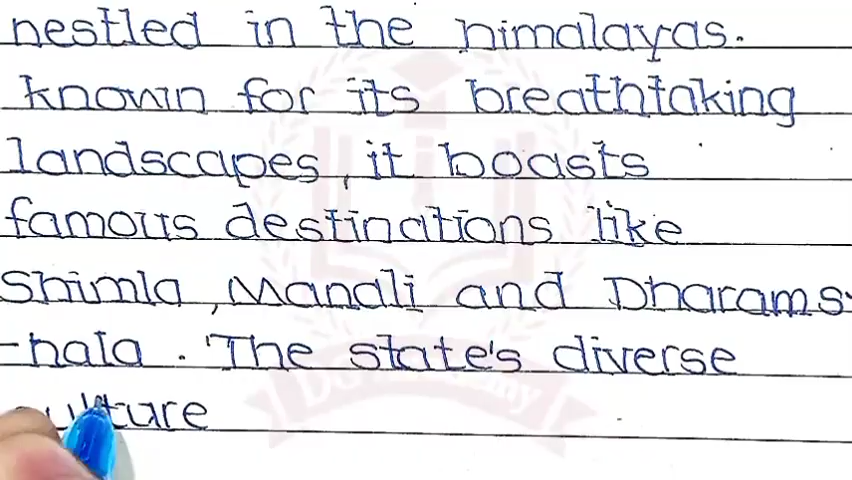 nestled in the himalayas.
known for its breathtaking
landscapes, it boasts
famous destinations like
Shimla, Manali and Dharams-
-hala. The state's diverse
culture